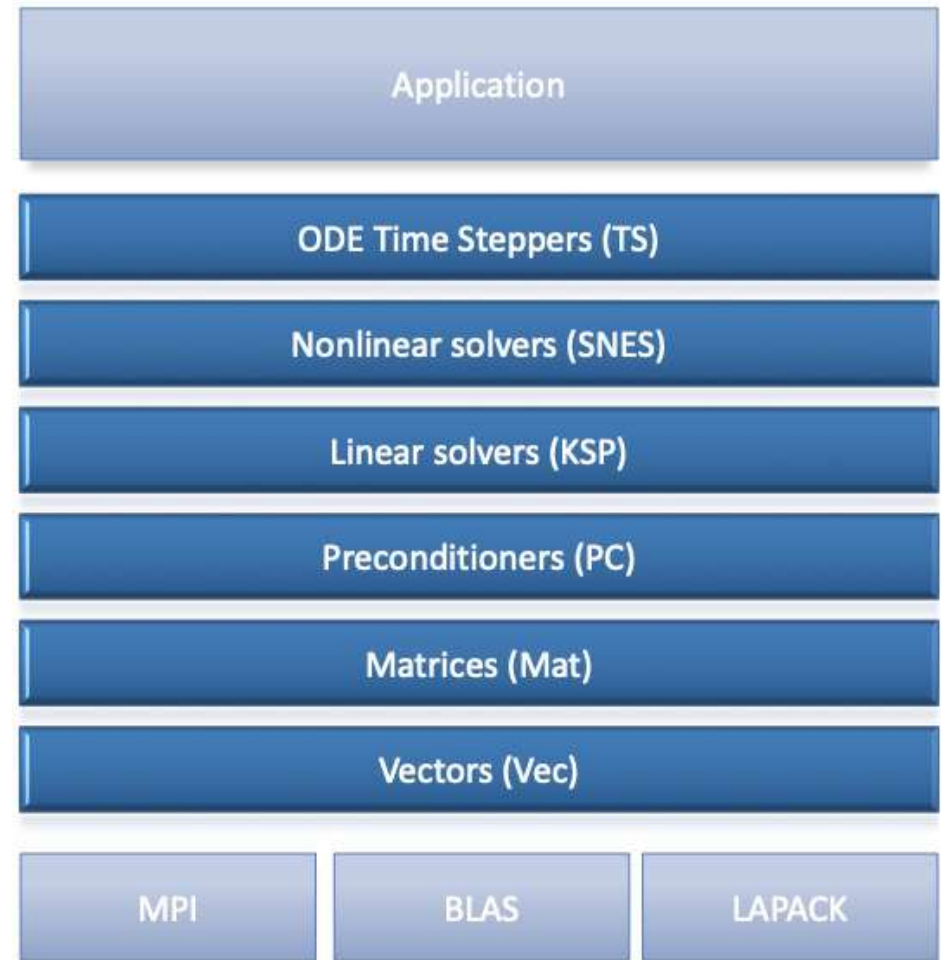 Application
ODE Time Steppers (TS)
Nonlinear solvers (SNES)
Linear solvers (KSP)
Preconditioners (PC)
Matrices (Mat)
Vectors (Vec)
MPI
BLAS
LAPACK